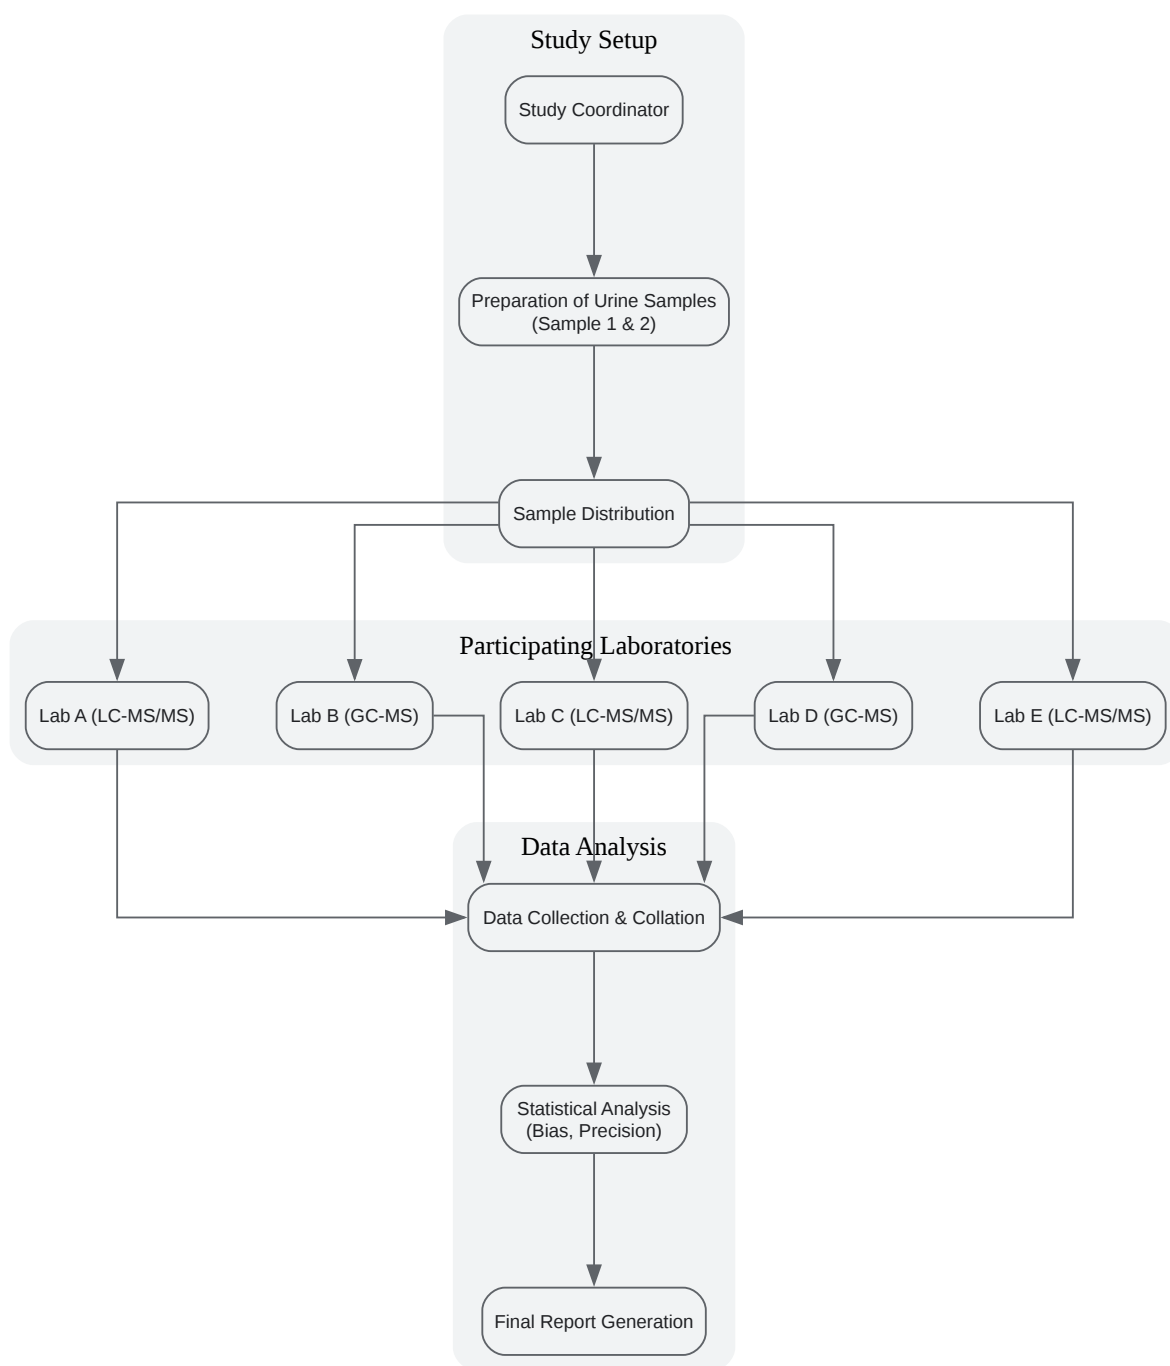 Study Setup
Study Coordinator
Preparation of Urine Samples
(Sample 1 & 2)
Sample Distribution
Participating Laboratories
Lab A (LC-MS/MS)
Lab B (GC-MS)
Lab C (LC-MS/MS)
Lab D (GC-MS)
Lab E (LC-MS/MS)
Data Analysis
Data Collection & Collation
Statistical Analysis
(Bias, Precision)
Final Report Generation